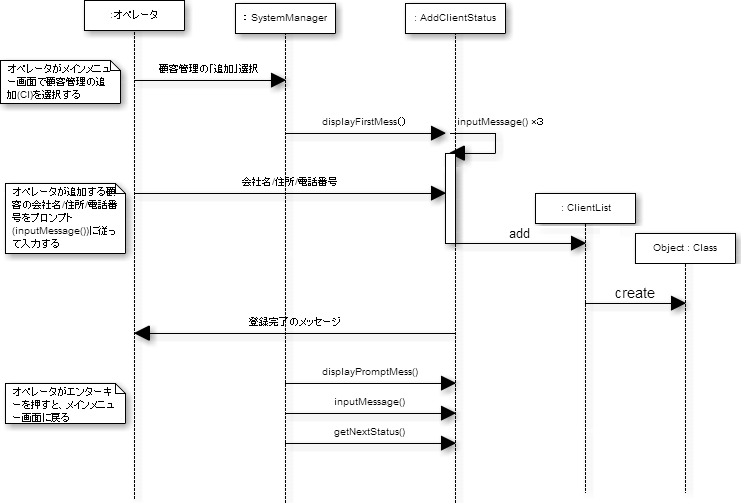 :オペレータ
: SystemManager
: AddClientStatus
オペレータがメインメニュ
ー画面で顧客管理の追
加(CI)を選択する
顧客管理の「追加」選択
displayFirstMess()
inputMessage() ×3
オペレータが追加する顧
客の会社名/住所/電話番
号をプロンプト
(inputMessage())に従っ
て入力する
会社名/住所/電話番号
: ClientList
add
Object : Class
create
登録完了のメッセージ
displayPromptMess()
オペレータがエンターキ
ーを押すと、メインメニュ
ー画面に戻る
inputMessage()
getNextStatus()